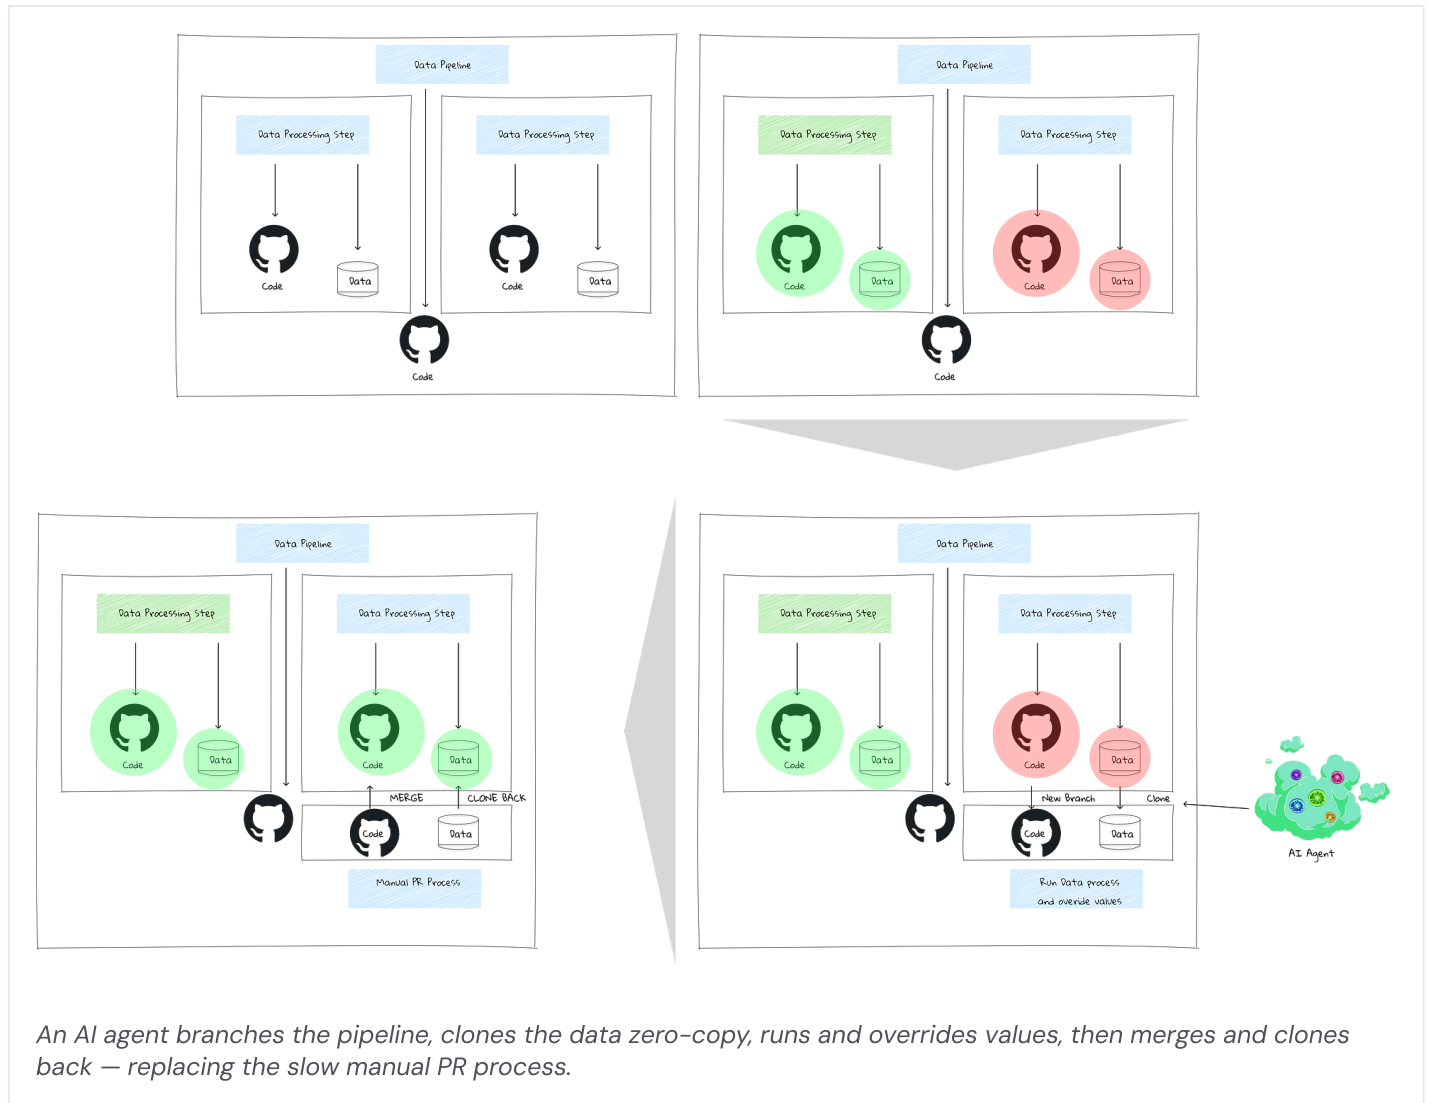 Data Pipeline
Data Processing Step
Data Processing Step
Code
Data
Code
Data
Code
Data Pipeline
Data Processing Step
Data Processing Step
Code
Data
Code
Data
Code
Data Pipeline
Data Processing Step
Data Processing Step
Code
Data
Code
Data
MERGE
CLONE BACK
Code
Data
Manual PR Process
Data Pipeline
Data Processing Step
Data Processing Step
Code
Data
Code
Data
New Branch
Clone
Code
Data
Run Data process
and overide values
AI Agent
An AI agent branches the pipeline, clones the data zero-copy, runs and overrides values, then merges and clones
back — replacing the slow manual PR process.